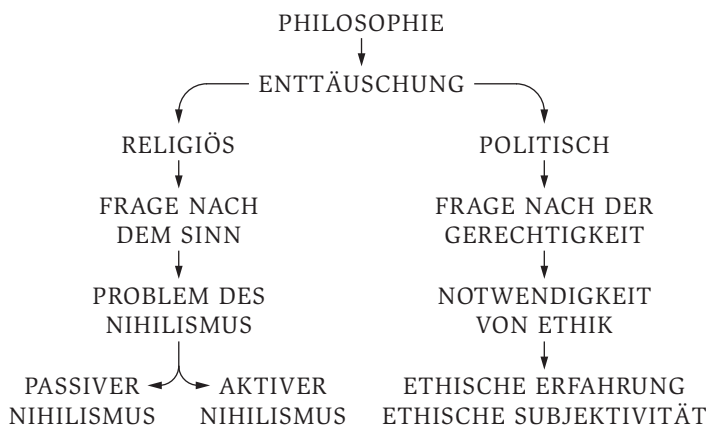 PHILOSOPHIE
ENTTÄUSCHUNG
RELIGIÖS
POLITISCH
FRAGE NACH
DEM SINN
FRAGE NACH DER
GERECHTIGKEIT
PROBLEM DES
NIHILISMUS
NOTWENDIGKEIT
VON ETHIK
PASSIVER
NIHILISMUS
AKTIVER
NIHILISMUS
ETHISCHE ERFAHRUNG
ETHISCHE SUBJEKTIVITÄT